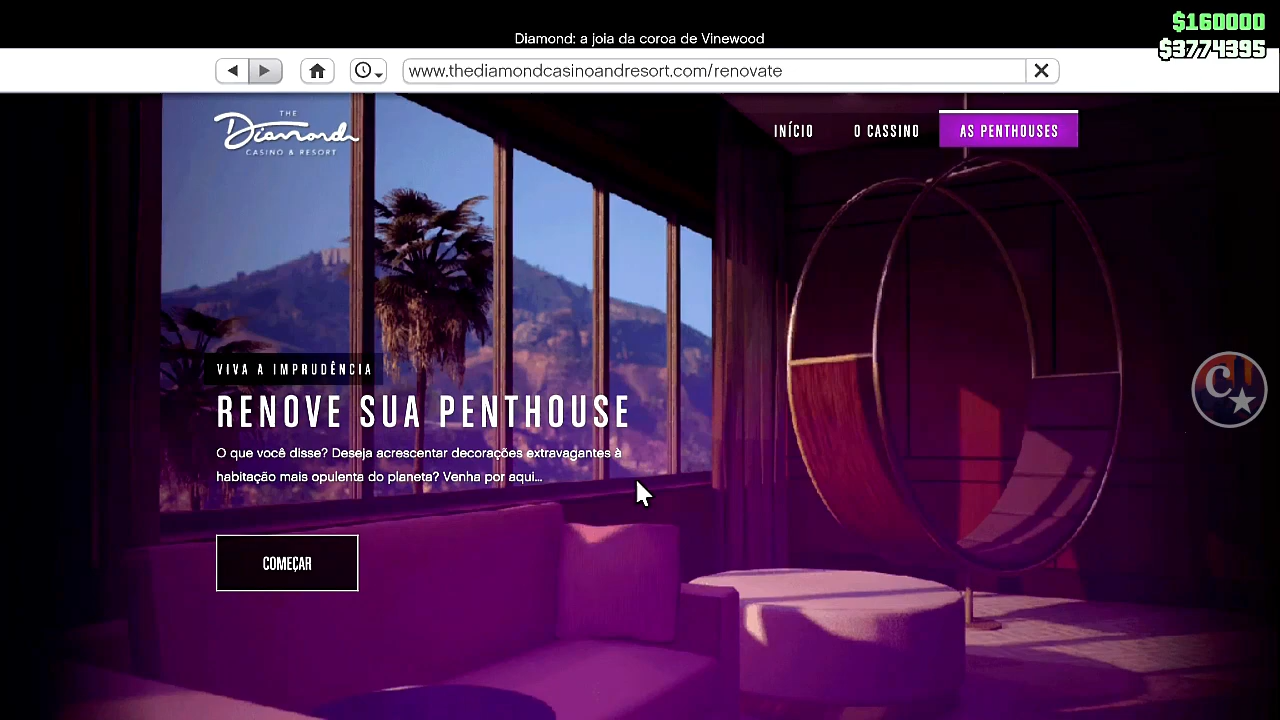 $160000
Diamond: a joia da coroa de Vinewood
$3774395
www.thediamondcasinoandresort.com/renovate
THE
Diamond
CASINO & RESORT
INÍCIO
O CASSINO
AS PENTHOUSES
VIVA A IMPRUDÊNCIA
RENOVE SUA PENTHOUSE
O que você disse? Deseja acrescentar decorações extravagantes à
habitação mais opulenta do planeta? Venha por aqui...
COMEÇAR
C